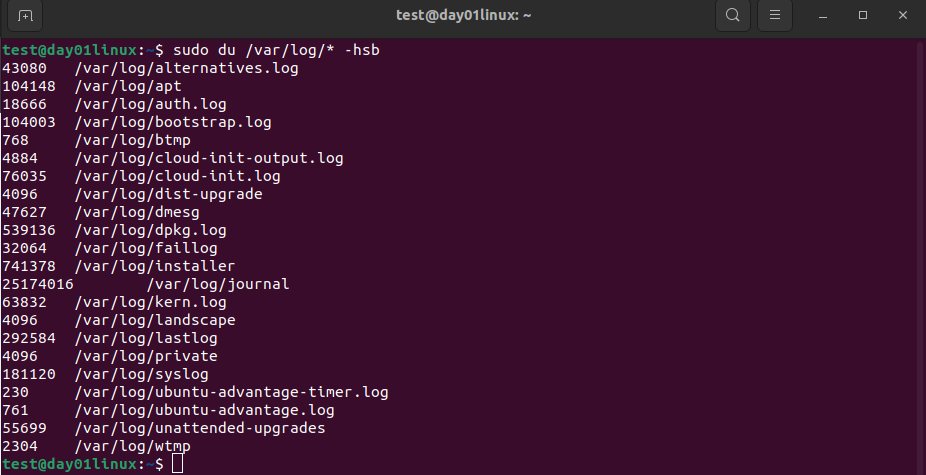 test@day01linux: ~
test@day01linux:~$ sudo du /var/log/* -hsb
43080 /var/log/alternatives.log
104148 /var/log/apt
18666 /var/log/auth.log
104003 /var/log/bootstrap.log
768 /var/log/btmp
4884 /var/log/cloud-init-output.log
76035 /var/log/cloud-init.log
4096 /var/log/dist-upgrade
47627 /var/log/dmesg
539136 /var/log/dpkg.log
32064 /var/log/faillog
741378 /var/log/installer
25174016 /var/log/journal
63832 /var/log/kern.log
4096 /var/log/landscape
292584 /var/log/lastlog
4096 /var/log/private
181120 /var/log/syslog
230 /var/log/ubuntu-advantage-timer.log
761 /var/log/ubuntu-advantage.log
55699 /var/log/unattended-upgrades
2304 /var/log/wtmp
test@day01linux:~$